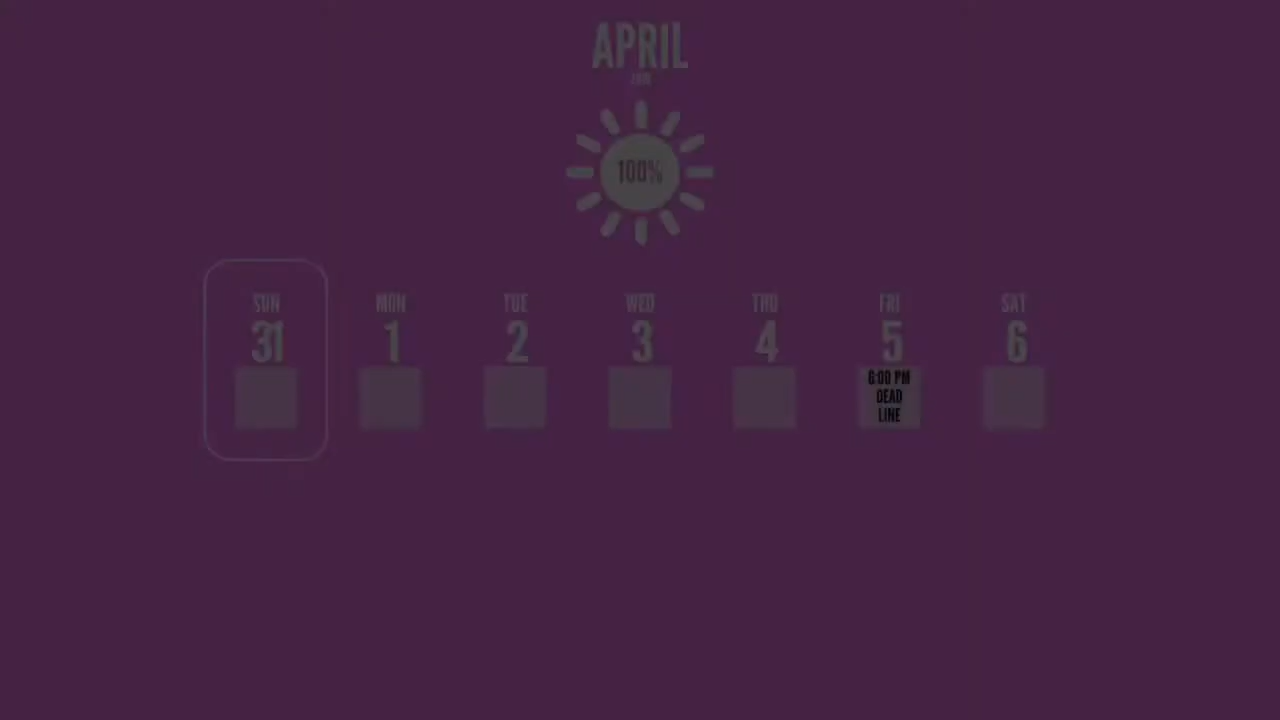 APRIL
100%
SUN MON TUE WED THU FRI SAT
31 1 2 3 4 5 6
6:00 PM
DEAD
LINE